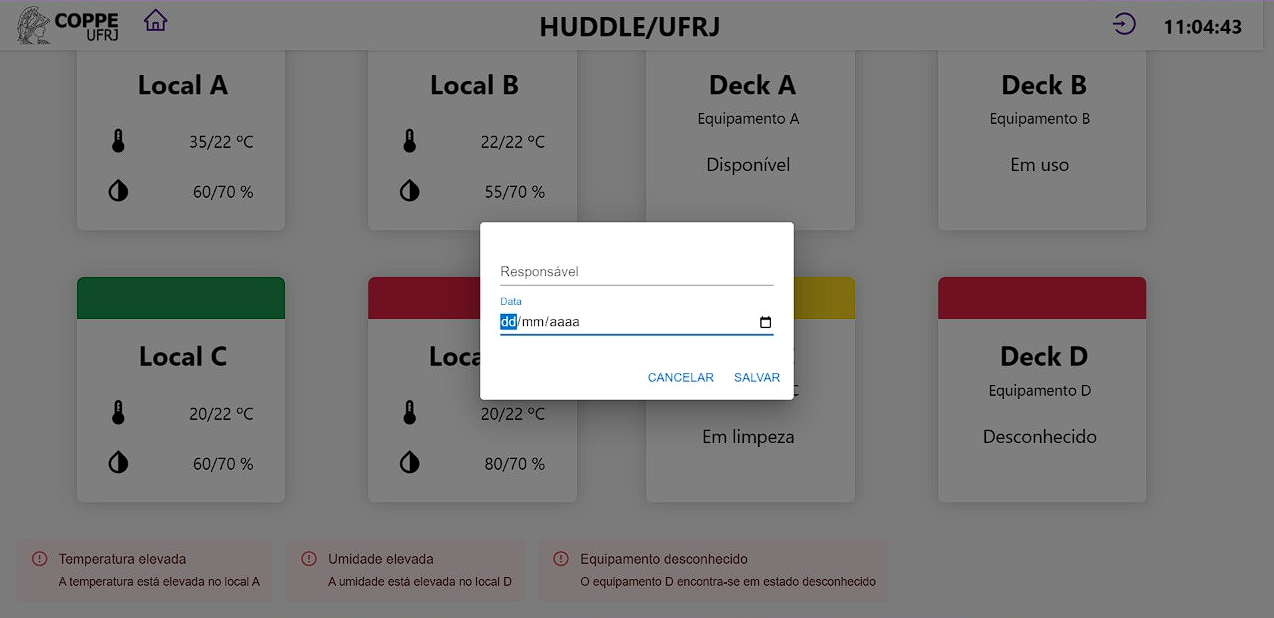 COPPE
UFRJ
HUDDLE/UFRJ
11:04:43
Local A
35/22 ºC
60/70 %
Local B
22/22 ºC
55/70 %
Deck A
Equipamento A
Disponível
Deck B
Equipamento B
Em uso
Responsável
Data
dd/mm/aaaa
CANCELAR SALVAR
Local C
20/22 ºC
60/70 %
Loca
20/22 ºC
80/70 %
C
Em limpeza
Deck D
Equipamento D
Desconhecido
Temperatura elevada
A temperatura está elevada no local A
Umidade elevada
A umidade está elevada no local D
Equipamento desconhecido
O equipamento D encontra-se em estado desconhecido